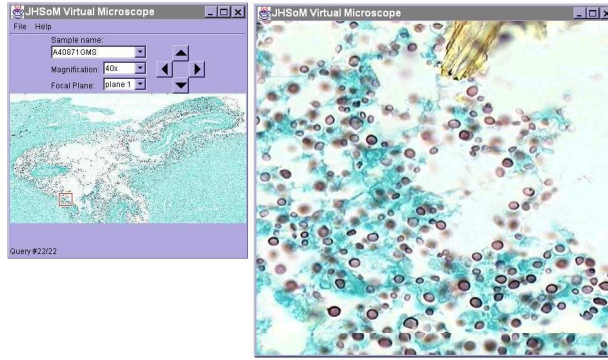 JHSoM Virtual Microscope
File Help
Sample name:
A40871GMS
Magnification: 40x
Focal Plane: plane 1
Query #22/22
JHSoM Virtual Microscope